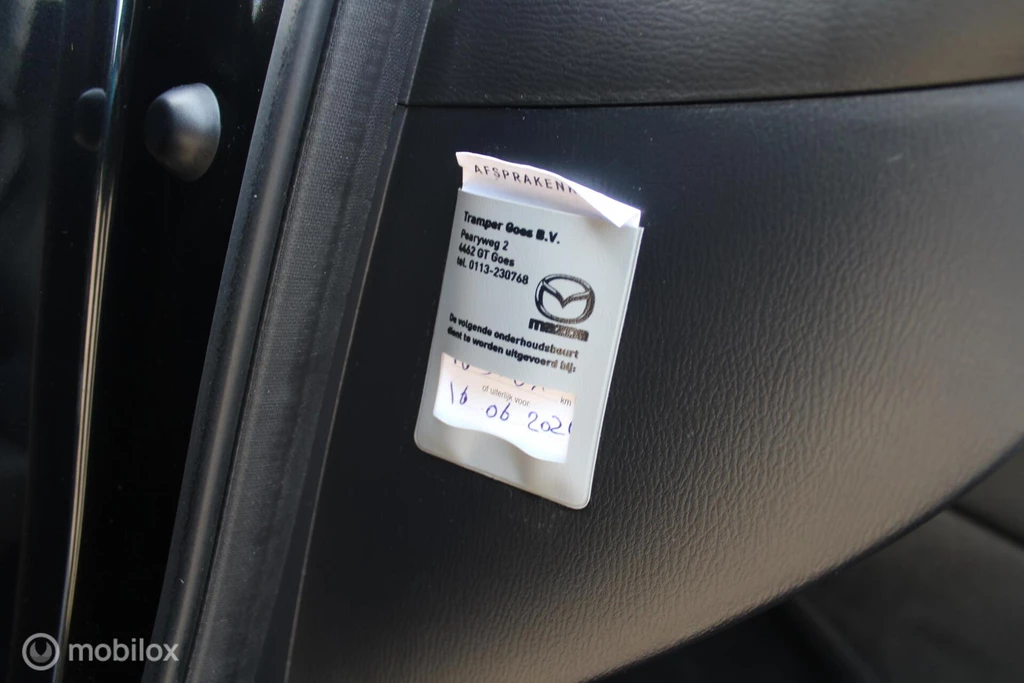 AFSPRAKEN
Tramper Goes B.V.
Pearyweg 2
4462 GT Goes
tel. 0113-230768
mazda
De volgende onderhoudsbeurt
dient te worden uitgevoerd bij:
km
of uiterlijk voor:
16 06 2021
mobilox